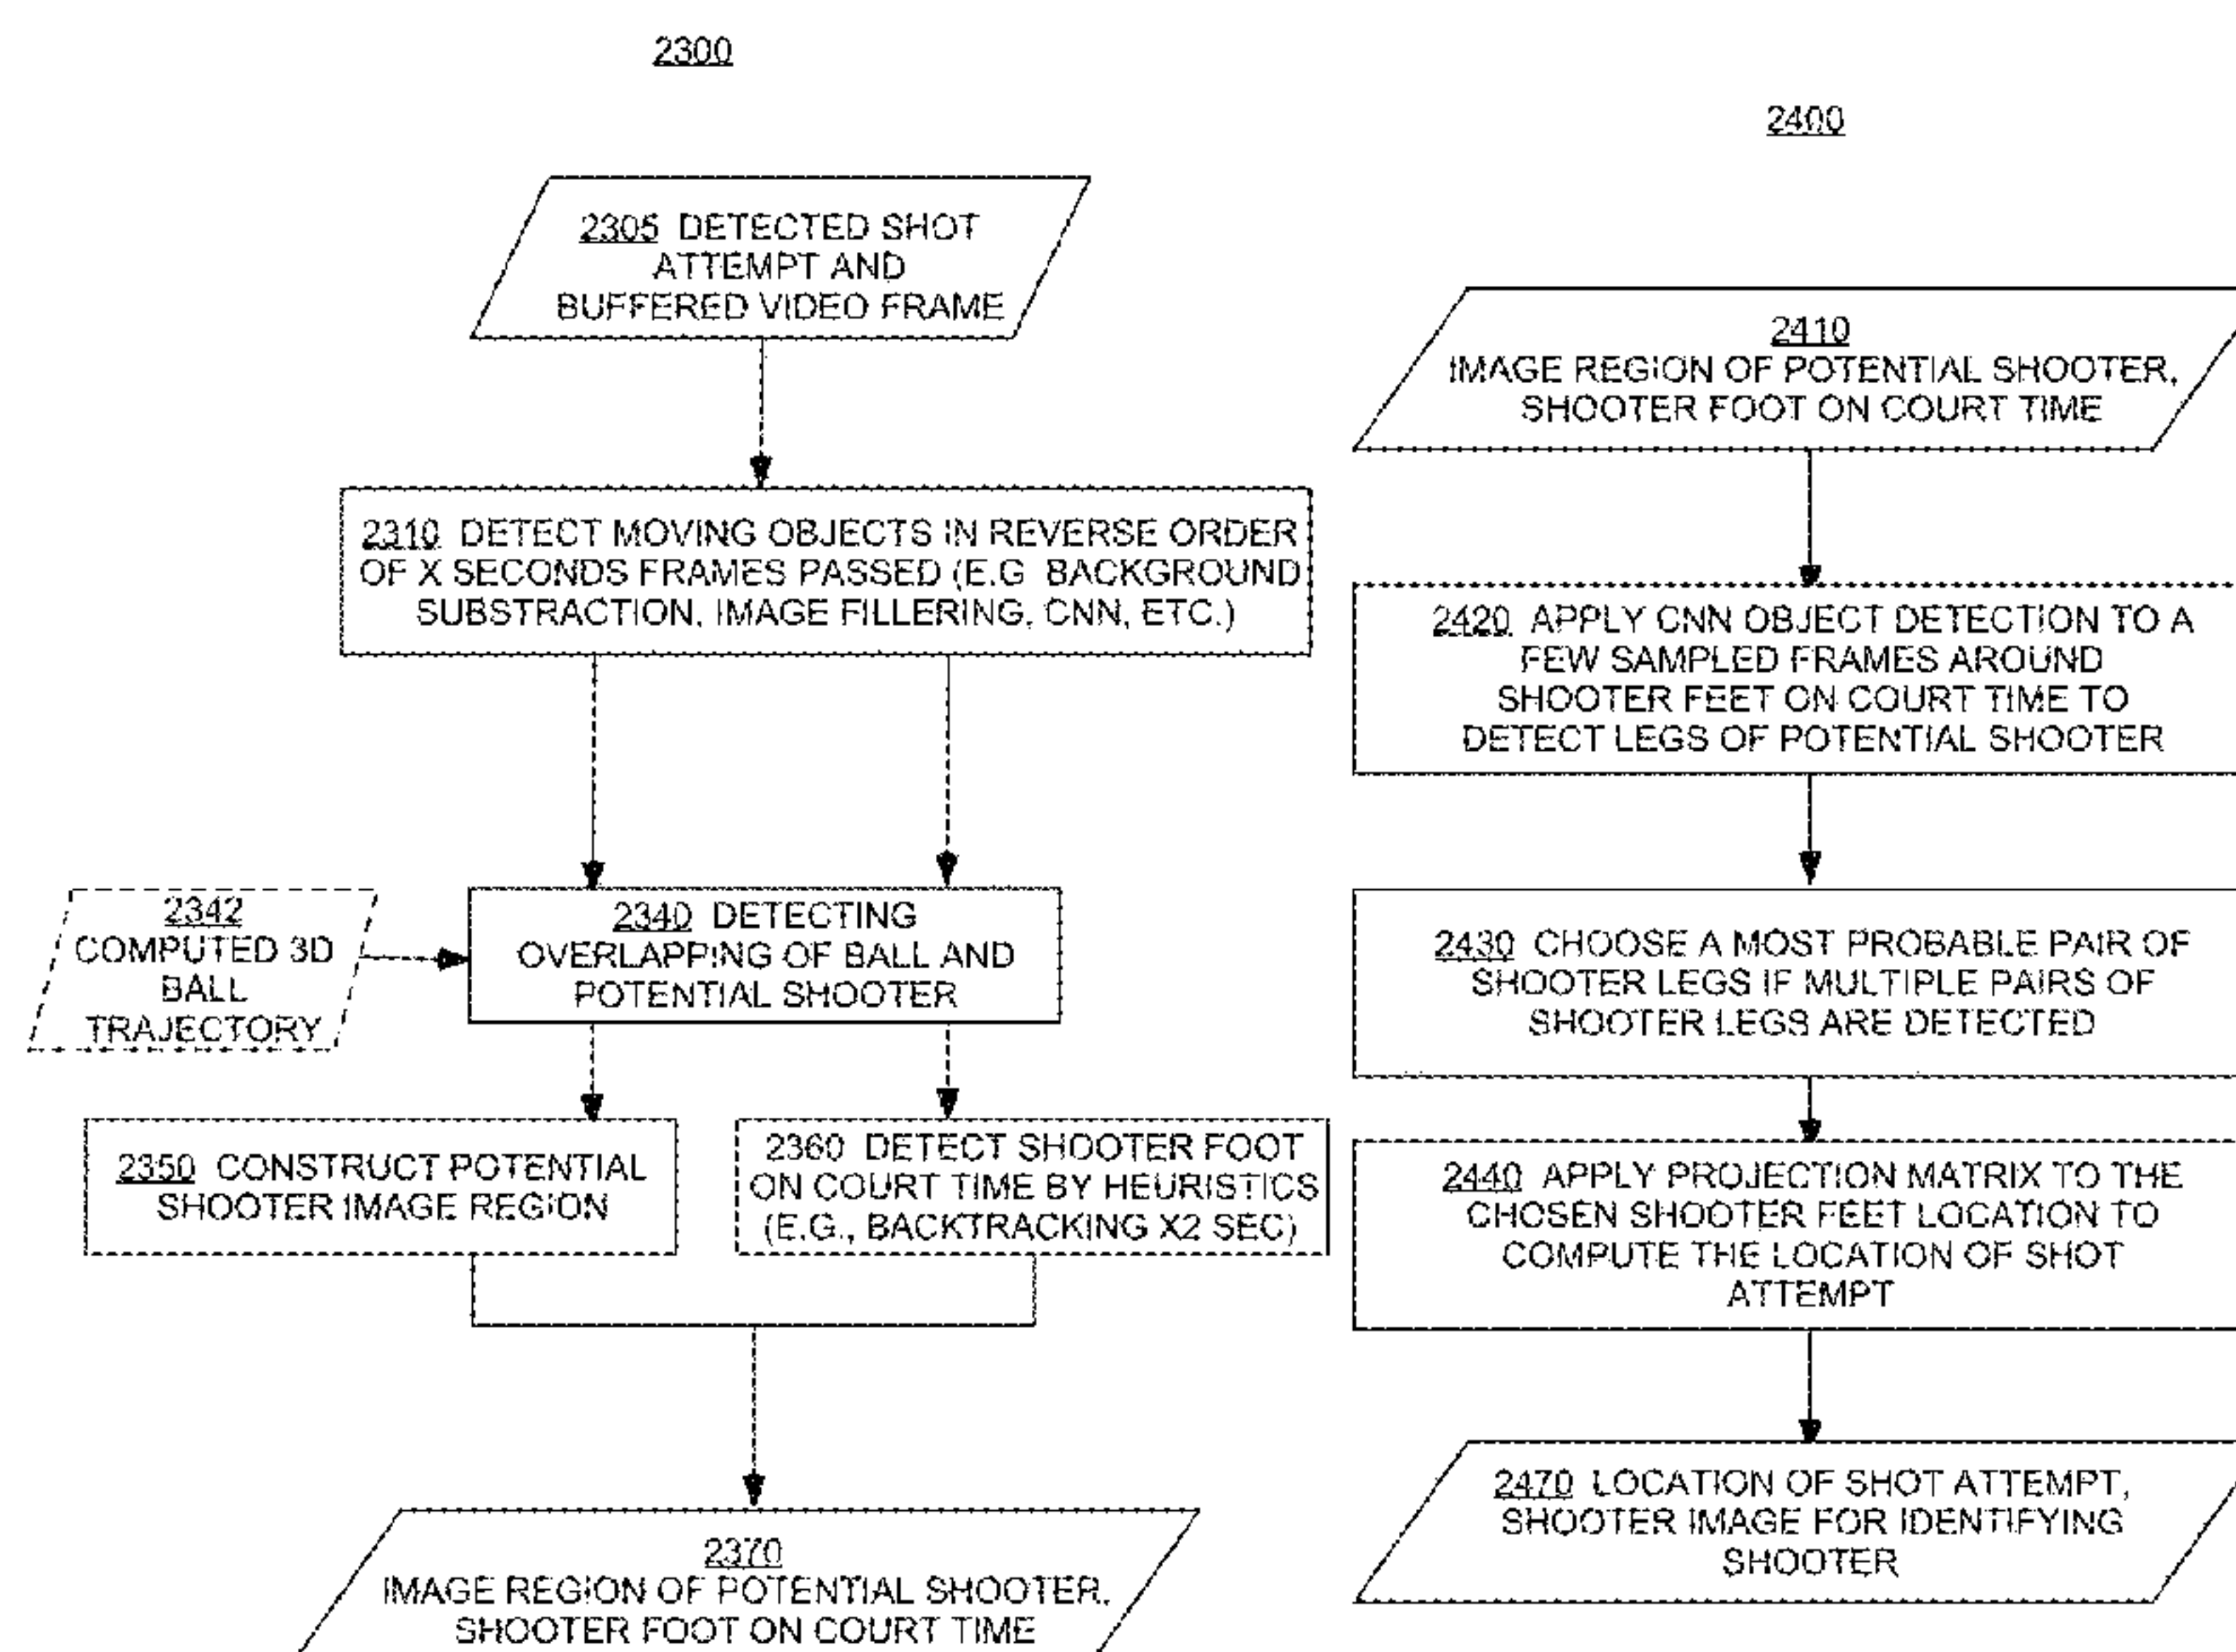 2300
2305 DETECTED SHOT
ATTEMPT AND
BUFFERED VIDEO FRAME
2310 DETECT MOVING OBJECTS IN REVERSE ORDER
OF X SECONDS FRAMES PASSED (E.G BACKGROUND
SUBSTRACTION, IMAGE FILLERING, CNN, ETC.)
2342
COMPUTED 3D
BALL
TRAJECTORY
2340 DETECTING
OVERLAPPING OF BALL AND
POTENTIAL SHOOTER
2350 CONSTRUCT POTENTIAL
SHOOTER IMAGE REGION
2360 DETECT SHOOTER FOOT
ON COURT TIME BY HEURISTICS
(E.G., BACKTRACKING X2 SEC)
2370
IMAGE REGION OF POTENTIAL SHOOTER,
SHOOTER FOOT ON COURT TIME
2400
2410
IMAGE REGION OF POTENTIAL SHOOTER,
SHOOTER FOOT ON COURT TIME
2420 APPLY CNN OBJECT DETECTION TO A
FEW SAMPLED FRAMES AROUND
SHOOTER FEET ON COURT TIME TO
DETECT LEGS OF POTENTIAL SHOOTER
2430 CHOOSE A MOST PROBABLE PAIR OF
SHOOTER LEGS IF MULTIPLE PAIRS OF
SHOOTER LEGS ARE DETECTED
2440 APPLY PROJECTION MATRIX TO THE
CHOSEN SHOOTER FEET LOCATION TO
COMPUTE THE LOCATION OF SHOT
ATTEMPT
2470 LOCATION OF SHOT ATTEMPT,
SHOOTER IMAGE FOR IDENTIFYING
SHOOTER